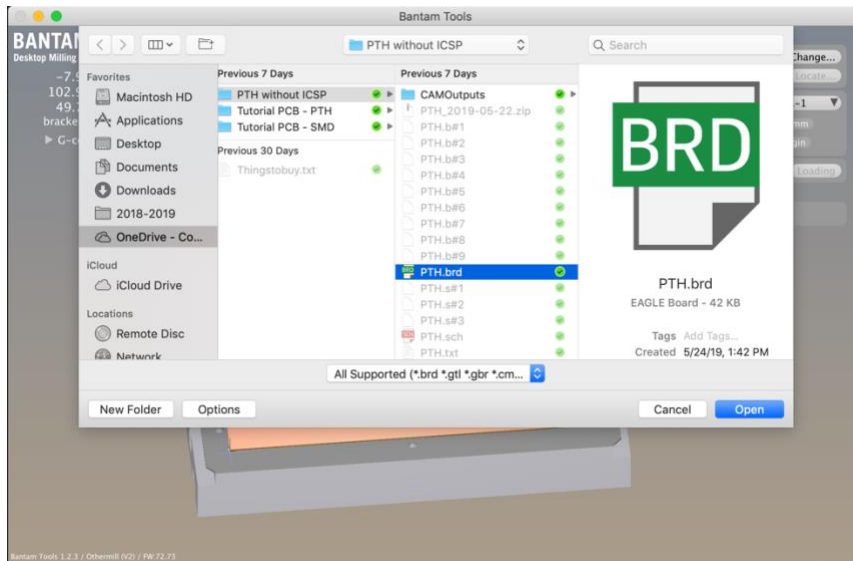 Bantam Tools
BANTAM
Desktop Milling
PTH without ICSP
Search
Change...
Locate...
-7.9
102.9
49.
bracke
G-c
-1
mm
gin
Loading
Favorites
Macintosh HD
Applications
Desktop
Documents
Downloads
2018-2019
OneDrive - Co...
iCloud
iCloud Drive
Locations
Remote Disc
Network
Previous 7 Days
PTH without ICSP
Tutorial PCB - PTH
Tutorial PCB - SMD
Previous 30 Days
Thingstobuy.txt
Previous 7 Days
CAMOutputs
PTH_2019-05-22.zip
PTH.b#1
PTH.b#2
PTH.b#3
PTH.b#4
PTH.b#5
PTH.b#6
PTH.b#7
PTH.b#8
PTH.b#9
PTH.brd
PTH.s#1
PTH.s#2
PTH.s#3
PTH.sch
PTH.txt
BRD
PTH.brd
EAGLE Board - 42 KB
Tags Add Tags...
Created 5/24/19, 1:42 PM
All Supported (*.brd *.gtl *.gbr *.cm...
New Folder
Options
Cancel
Open
Bantam Tools 1.2.3 / Othermill (V2) / FW:72.73